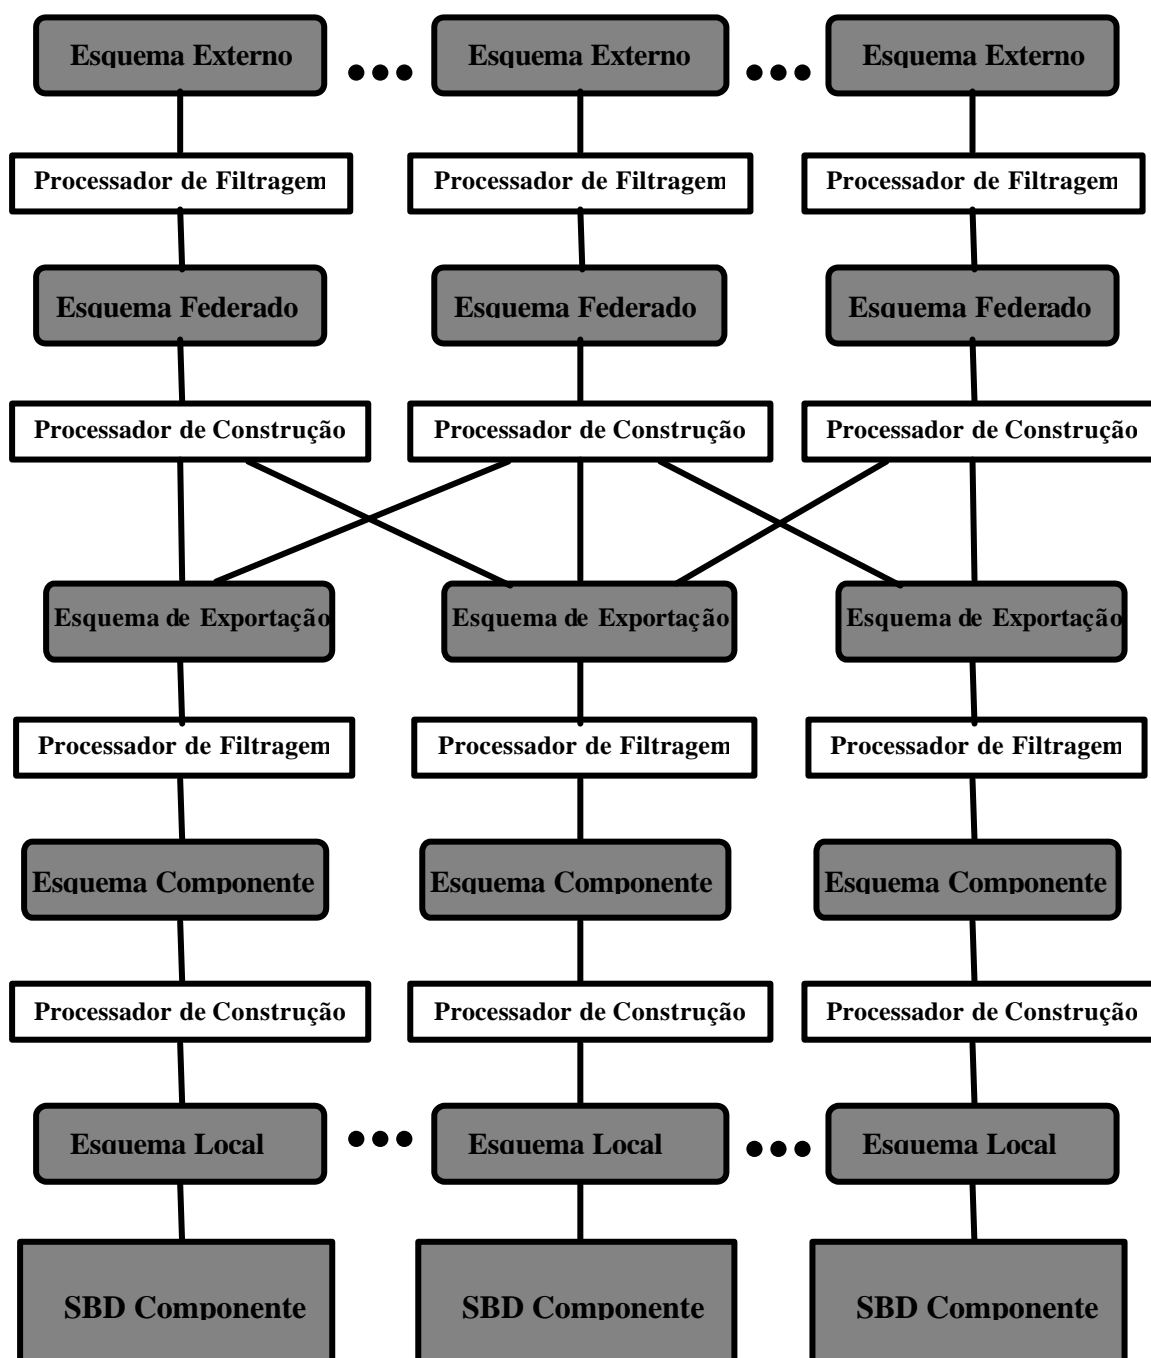 Esquema Externo
Esquema Externo
Esquema Externo
Processador de Filtragem
Processador de Filtragem
Processador de Filtragem
Esquema Federado
Esquema Federado
Esquema Federado
Processador de Construção
Processador de Construção
Processador de Construção
Esquema de Exportação
Esquema de Exportação
Esquema de Exportação
Processador de Filtragem
Processador de Filtragem
Processador de Filtragem
Esquema Componente
Esquema Componente
Esquema Componente
Processador de Construção
Processador de Construção
Processador de Construção
Esquema Local
Esquema Local
Esquema Local
SBD Componente
SBD Componente
SBD Componente